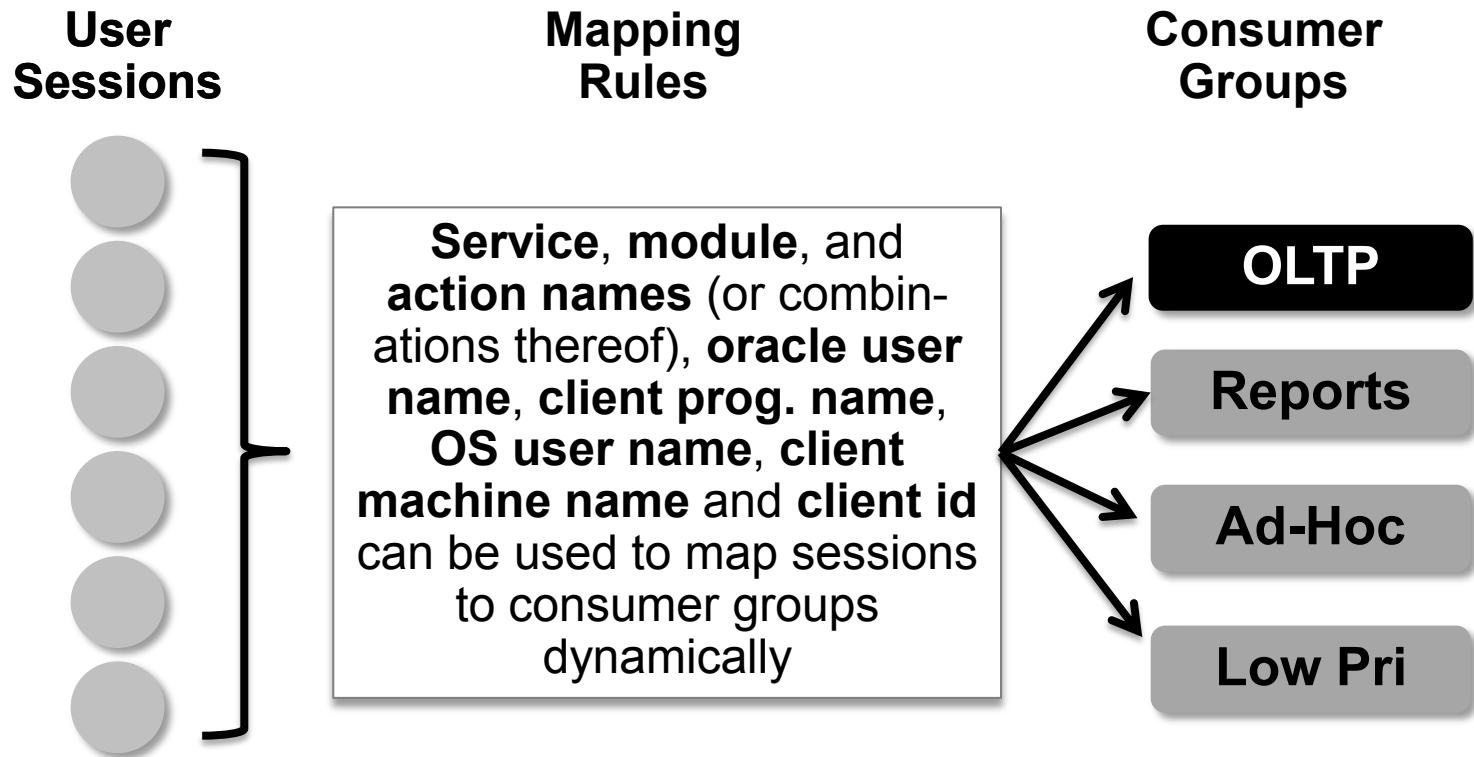 User
Sessions
Mapping
Rules
Consumer
Groups
Service, module, and
action names (or combin-
ations thereof), oracle user
name, client prog. name,
OS user name, client
machine name and client id
can be used to map sessions
to consumer groups
dynamically
OLTP
Reports
Ad-Hoc
Low Pri